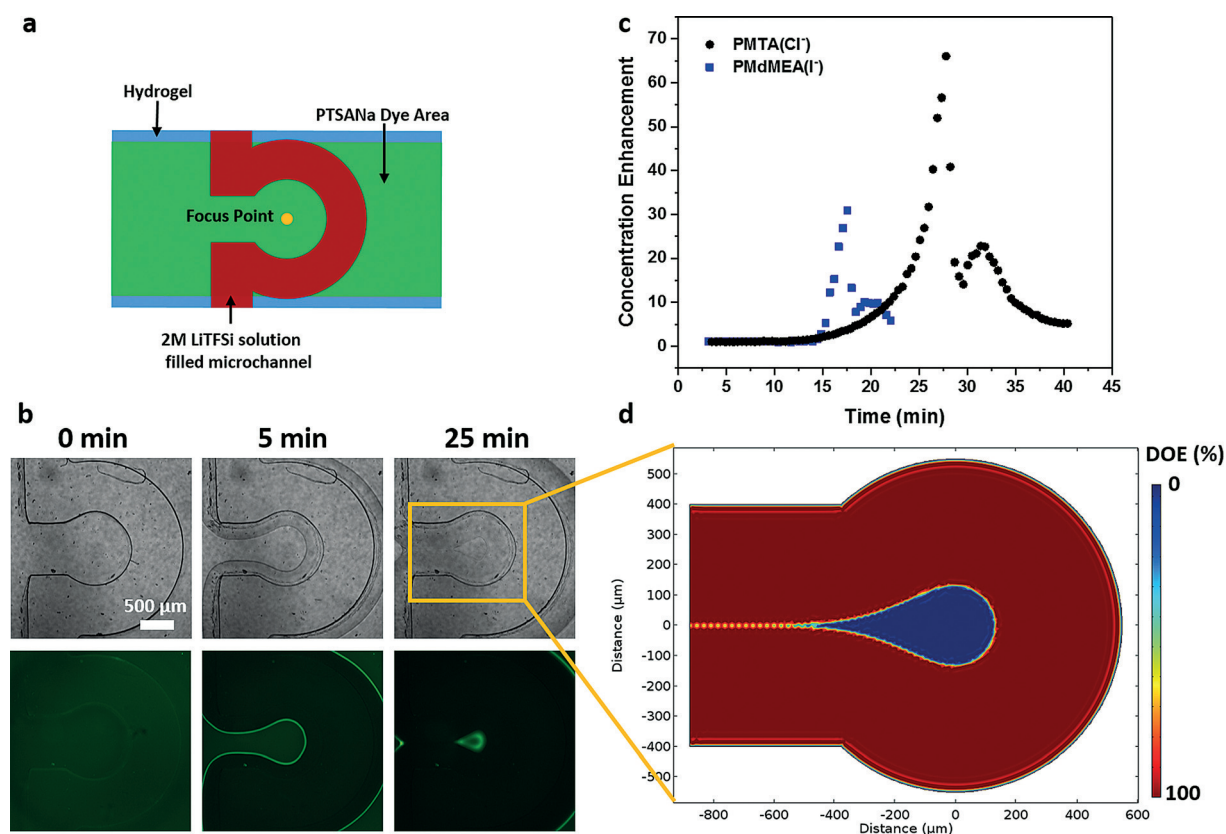 a
Hydrogel
PTSANa Dye Area
Focus Point
2M LiTFSi solution
filled microchannel
b
0 min
5 min
25 min
500 μm
c
Concentration Enhancement
70
60
50
40
30
20
10
0
PMTA(Cl⁻)
PMdMEA(I⁻)
0 5 10 15 20 25 30 35 40 45
Time (min)
d
DOE (%)
0
100
Distance (μm)
500
400
300
200
100
0
-100
-200
-300
-400
-500
-800 -600 -400 -200 0 200 400 600
Distance (μm)